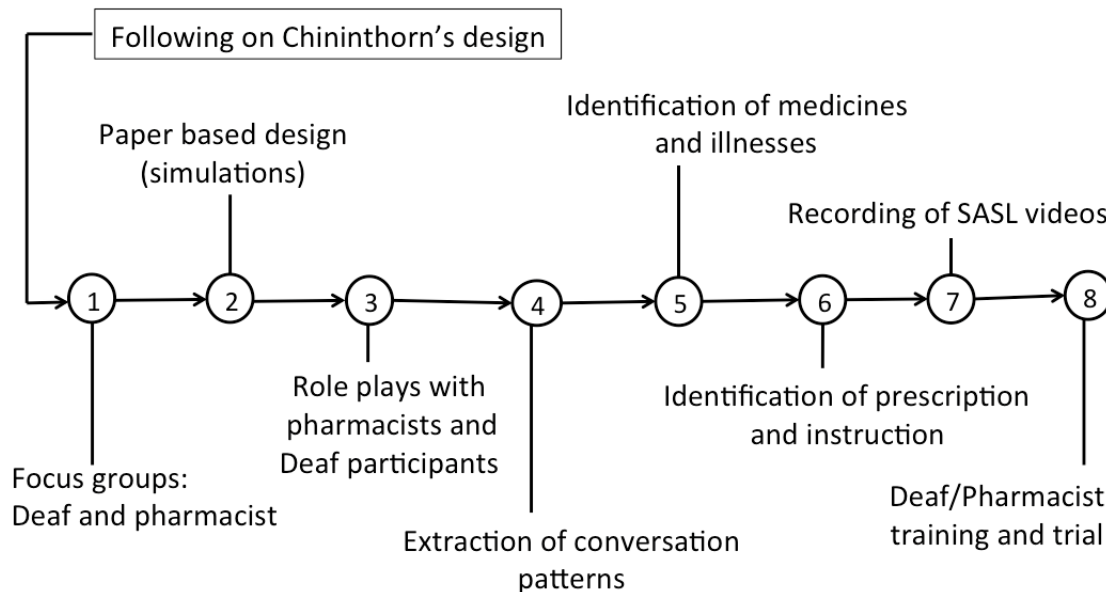 Following on Chininthorn's design
Paper based design
(simulations)
Identification of medicines
and illnesses
Recording of SASL videos
1
2
3
4
5
6
7
8
Role plays with
pharmacists and
Deaf participants
Identification of prescription
and instruction
Focus groups:
Deaf and pharmacist
Extraction of conversation
patterns
Deaf/Pharmacist
training and trial